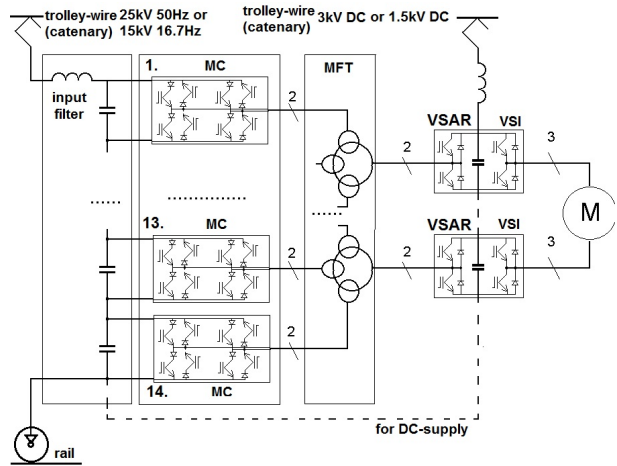 trolley-wire 25kV 50Hz or
(catenary) 15kV 16.7Hz
trolley-wire 3kV DC or 1.5kV DC
(catenary)
1. MC
MFT
input
filter
2
VSAR VSI
2
3
M
......
............
......
13. MC
2
VSAR VSI
2
3
2
14. MC
for DC-supply
rail